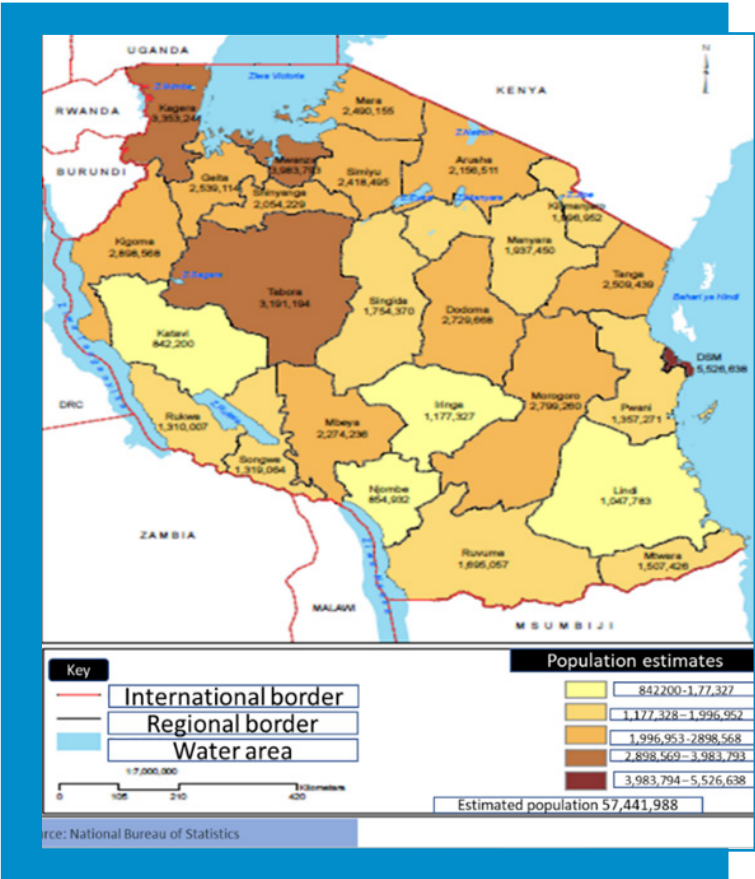 UGANDA
Ziwa Victoria
KENYA
RWANDA
Kagera
3,353,244
Mara
2,490,155
BURUNDI
Mwanza
3,983,793
Arusha
2,156,511
Geita
2,539,114
Simiyu
2,418,495
Shinyanga
2,054,229
Kilimanjaro
1,996,952
Kigoma
2,898,568
Manyara
1,937,450
Z.Sagara
Tabora
3,191,194
Singida
1,754,370
Dodoma
2,729,668
Tanga
2,509,439
Bahari ya Hindi
Katavi
842,200
DSM
5,526,638
DRC
Rukwa
1,310,007
Mbeya
2,274,236
Iringa
1,177,327
Morogoro
2,799,260
Pwani
1,357,271
Songwe
1,319,064
Njombe
854,932
Lindi
1,047,783
ZAMBIA
Ruvuma
1,695,057
Mtwara
1,507,426
MALAWI
MSUMBIJI
Key
International border
Regional border
Water area
1:7,000,000
Kilometers
0 105 210 420
Population estimates
842200-1,77,327
1,177,328–1,996,952
1,996,953-2898,568
2,898,569–3,983,793
3,983,794–5,526,638
Estimated population 57,441,988
rce: National Bureau of Statistics